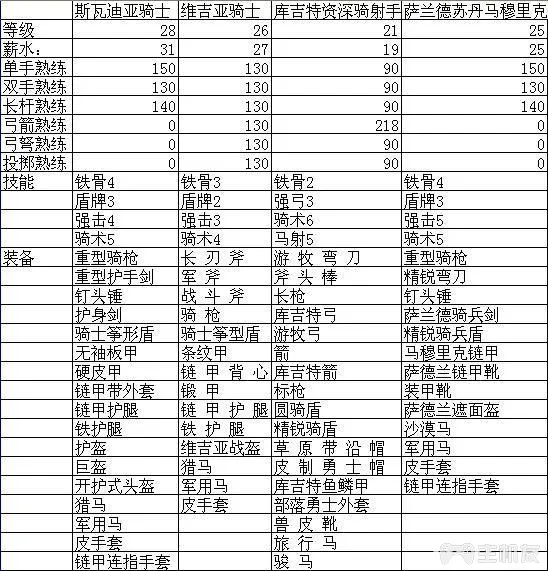 斯瓦迪亚骑士 维吉亚骑士 库吉特资深骑射手 萨兰德苏丹马穆里克
等级 28 26 21 25
薪水: 31 27 19 25
单手熟练 150 130 90 150
双手熟练 130 130 90 130
长杆熟练 140 130 90 140
弓箭熟练 0 130 218 0
弓弩熟练 0 130 90 0
投掷熟练 0 130 90 0
技能 铁骨4 铁骨3 铁骨2 铁骨4
盾牌3 盾牌2 强弓3 盾牌3
强击4 强击3 骑术6 强击5
骑术5 骑术4 马射5 骑术5
装备 重型骑枪 长刃斧 游牧弯刀 重型骑枪
重型护手剑 军斧 斧头棒 精锐弯刀
钉头锤 战斗斧 长枪 钉头锤
护身剑 骑枪 库吉特弓 萨兰德骑兵剑
骑士筝形盾 骑士筝型盾 游牧弓 精锐骑兵盾
无袖板甲 条纹甲 箭 马穆里克链甲
硬皮甲 链甲背心 库吉特箭 萨德兰链甲靴
链甲带外套 锻甲 标枪 装甲靴
链甲护腿 链甲护腿 圆骑盾 萨德兰遮面盔
铁护腿 铁护腿 精锐骑盾 沙漠马
护盔 维吉亚战盔 草原带沿帽 军用马
巨盔 猎马 皮制勇士帽 皮手套
开护式头盔 军用马 库吉特鱼鳞甲 链甲连指手套
猎马 皮手套 部落勇士外套
军用马 兽皮靴
皮手套 旅行马
链甲连指手套 骏马